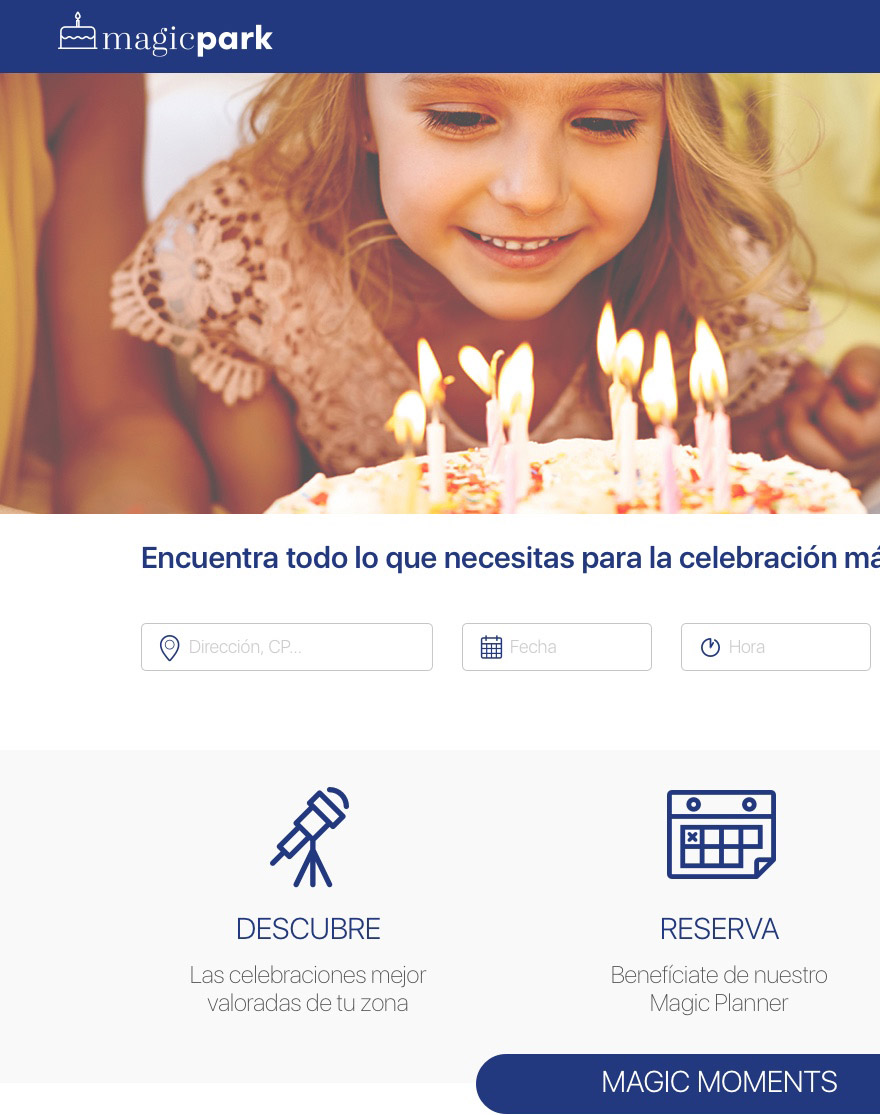 magicpark
Encuentra todo lo que necesitas para la celebración má
Dirección, CP...
Fecha
Hora
DESCUBRE
Las celebraciones mejor
valoradas de tu zona
RESERVA
Benefíciate de nuestro
Magic Planner
MAGIC MOMENTS